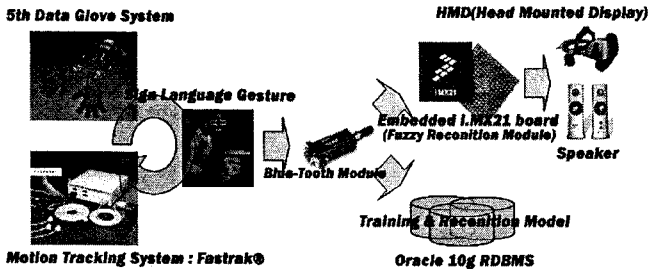 5th Data Glove System
HMD(Head Mounted Display)
Sign-Language Gesture
i.MX21
Embedded i.MX21 board
(Fuzzy Reconition Module)
Speaker
Blue-Tooth Module
Training & Reconition Model
Motion Tracking System : Fastrak®
Oracle 10g RDBMS